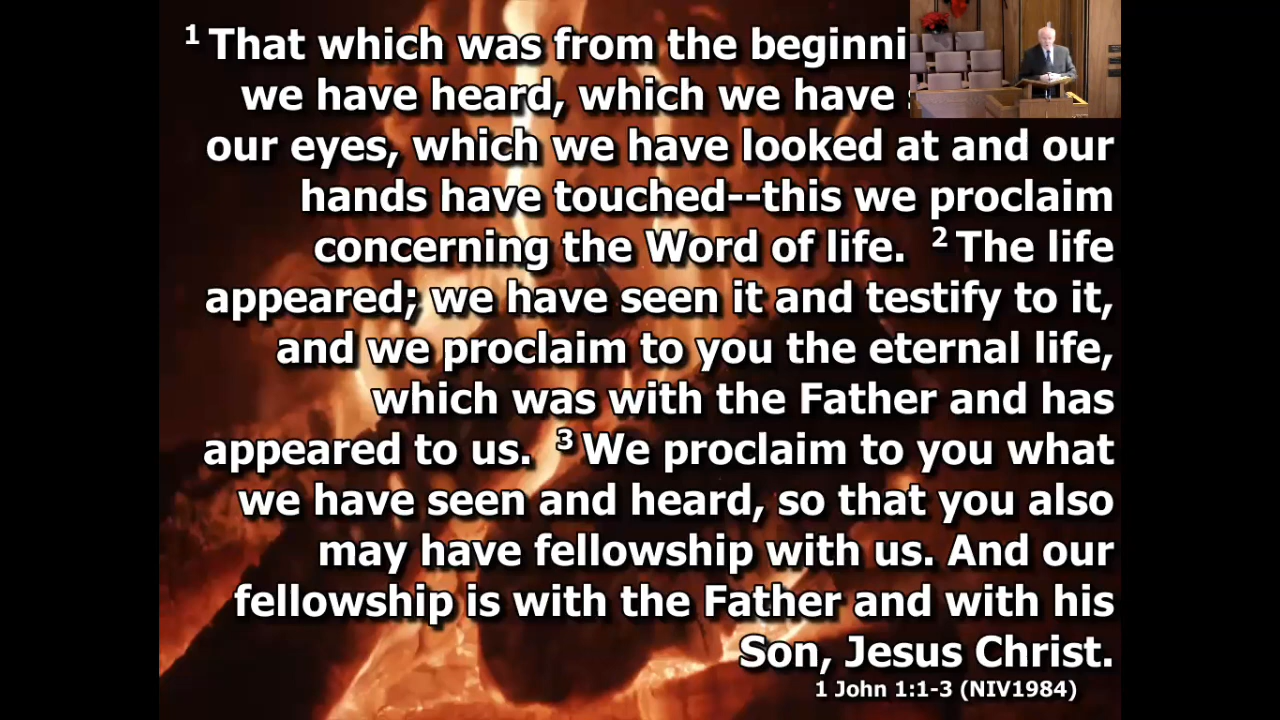 1 That which was from the
we have heard, which we have
our eyes, which we have looked at and our
hands have touched--this we proclaim
concerning the Word of life. 2 The life
appeared; we have seen it and testify to it,
and we proclaim to you the eternal life,
which was with the Father and has
appeared to us. 3 We proclaim to you what
we have seen and heard, so that you also
may have fellowship with us. And our
fellowship is with the Father and with his
Son, Jesus Christ.
1 John 1:1-3 (NIV1984)